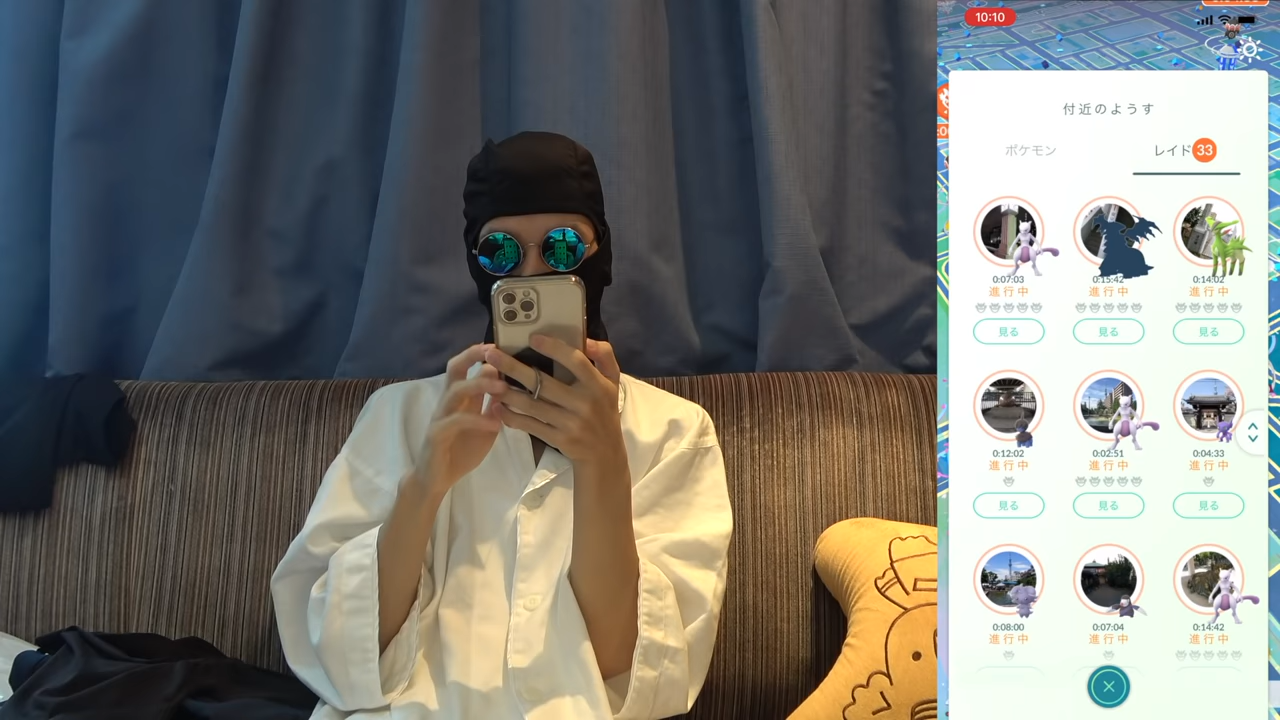 10:10
付近のようす
ポケモン
レイド 33
0:07:03 0:15:42 0:14:02
進行中 進行中 進行中
見る 見る 見る
0:12:02 0:02:51 0:04:33
進行中 進行中 進行中
見る 見る 見る
0:08:00 0:07:04 0:14:42
進行中 進行中 進行中